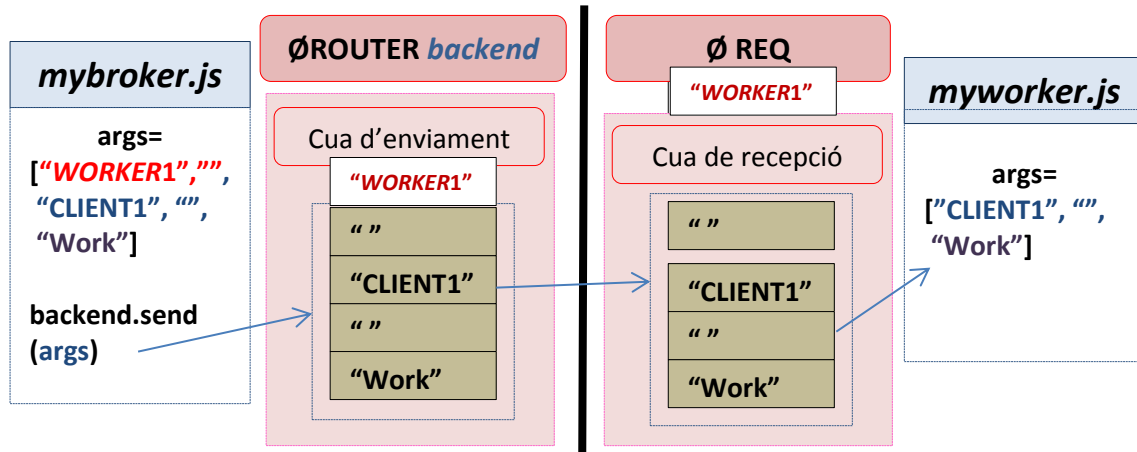 mybroker.js
args=
[“WORKER1”,””,
“CLIENT1”, “”,
“Work”]
backend.send
(args)
ØROUTER backend
Cua d’enviament
“WORKER1”
“ ”
“CLIENT1”
“ ”
“Work”
Ø REQ
“WORKER1”
Cua de recepció
“ ”
“CLIENT1”
“ ”
“Work”
myworker.js
args=
[”CLIENT1”, “”,
“Work”]